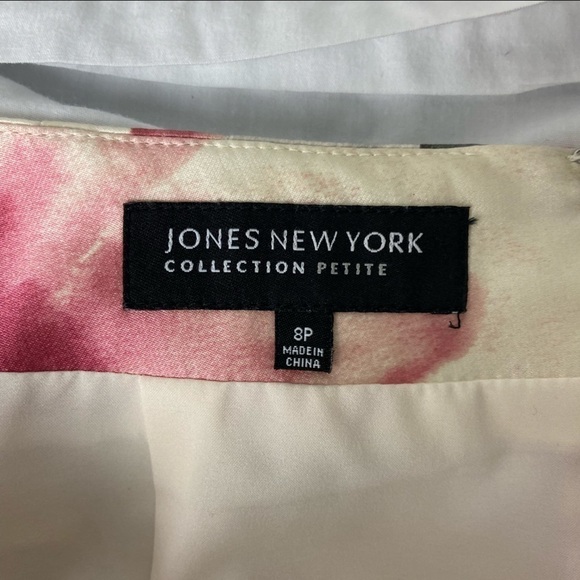 JONES NEW YORK
COLLECTION PETITE
8P
MADE IN
CHINA